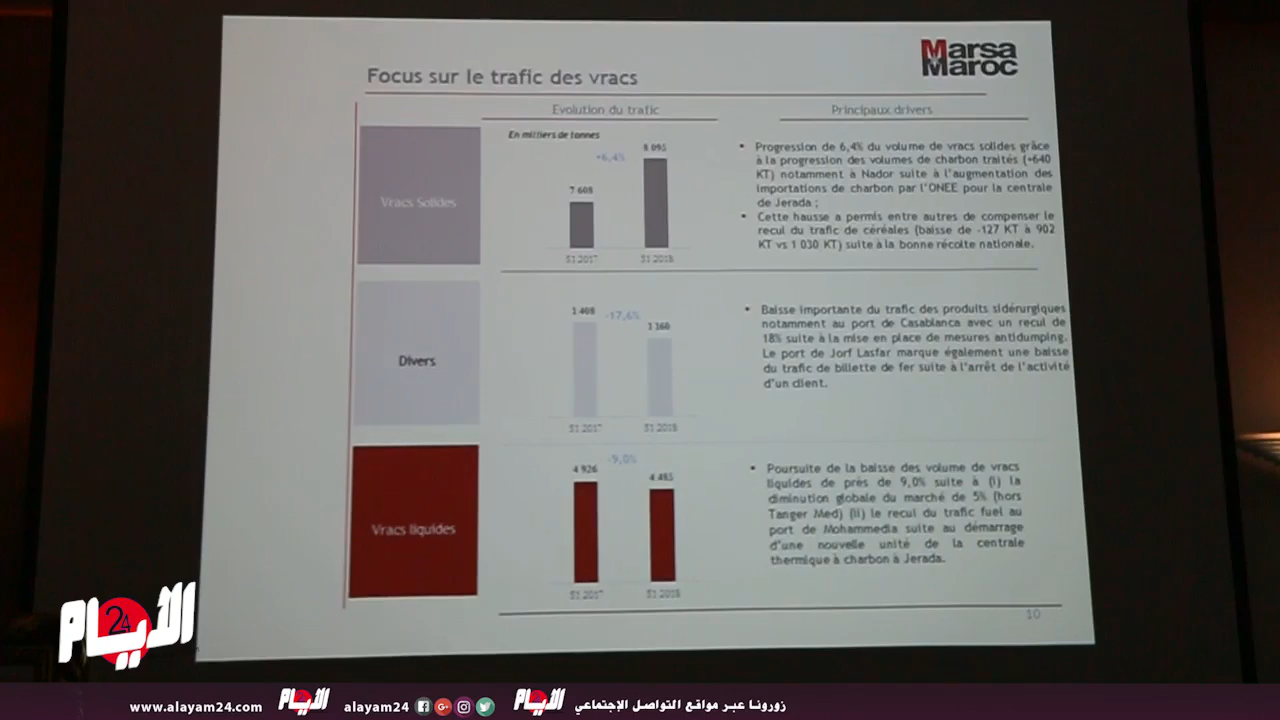 Marsa
Maroc
Focus sur le trafic des vracs
Evolution du trafic
Principaux drivers
En milliers de tonnes
Vracs Solides
7 608
+6,4%
8 095
S1 2017
S1 2018
• Progression de 6,4% du volume de vracs solides grâce
à la progression des volumes de charbon traités (+640
KT) notamment à Nador suite à l'augmentation des
importations de charbon par l'ONEE pour la centrale
de Jerada ;
• Cette hausse a permis entre autres de compenser le
recul du trafic de céréales (baisse de -127 KT à 902
KT vs 1 030 KT) suite à la bonne récolte nationale.
Divers
1 408
-17,6%
1 160
S1 2017
S1 2018
• Baisse importante du trafic des produits sidérurgiques
notamment au port de Casablanca avec un recul de
18% suite à la mise en place de mesures antidumping.
Le port de Jorf Lasfar marque également une baisse
du trafic de billette de fer suite à l'arrêt de l'activité
d'un client.
Vracs liquides
4 926
-9,0%
4 485
S1 2017
S1 2018
• Poursuite de la baisse des volume de vracs
liquides de près de 9,0% suite à (i) la
diminution globale du marché de 5% (hors
Tanger Med) (ii) le recul du trafic fuel au
port de Mohammedia suite au démarrage
d'une nouvelle unité de la centrale
thermique à charbon à Jerada.
10
الأيام 24
www.alayam24.com
الأيام
alayam24
الأيام
زورونا عبر مواقع التواصل الإجتماعي